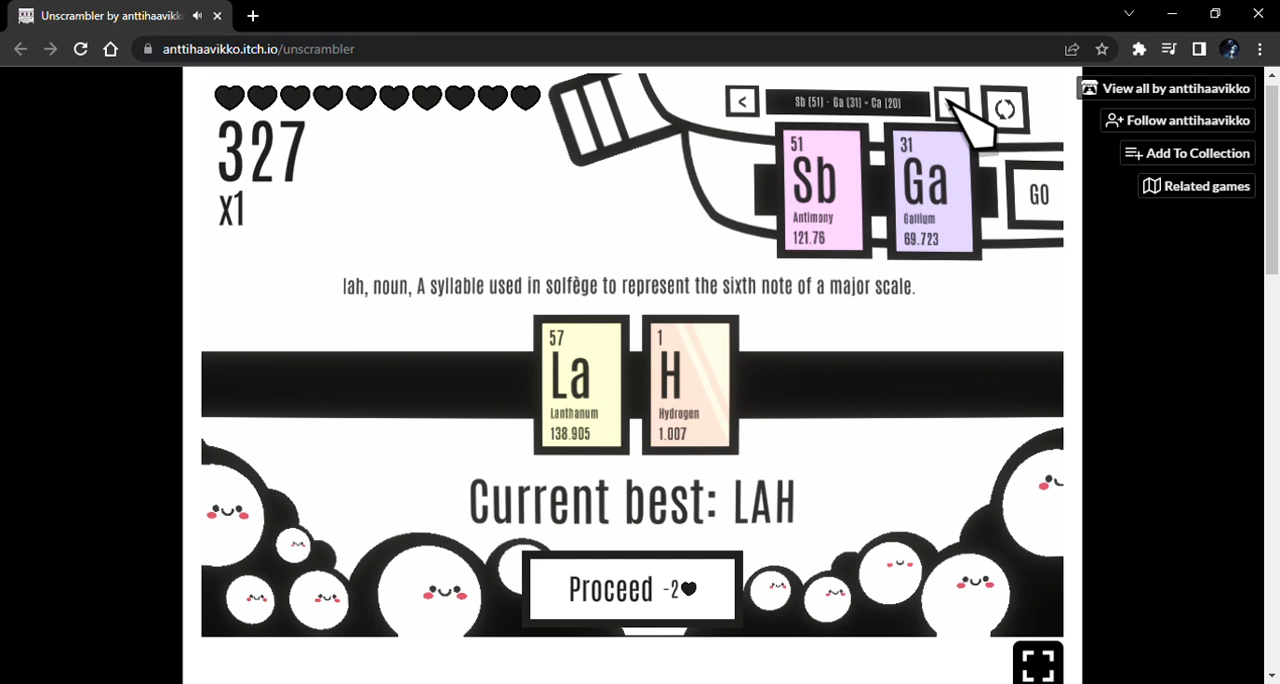 Unscrambler by anttihaavikko
anttihaavikko.itch.io/unscrambler
View all by anttihaavikko
Follow anttihaavikko
Add To Collection
Related games
327
x1
<
Sb (51) - Ga (31) = Ca (20)
51
Sb
Antimony
121.76
31
Ga
Gallium
69.723
GO
lah, noun, A syllable used in solfège to represent the sixth note of a major scale.
57
La
Lanthanum
138.905
1
H
Hydrogen
1.007
Current best: LAH
Proceed -2